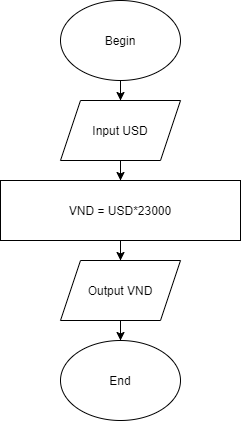 Begin
Input USD
VND = USD*23000
Output VND
End